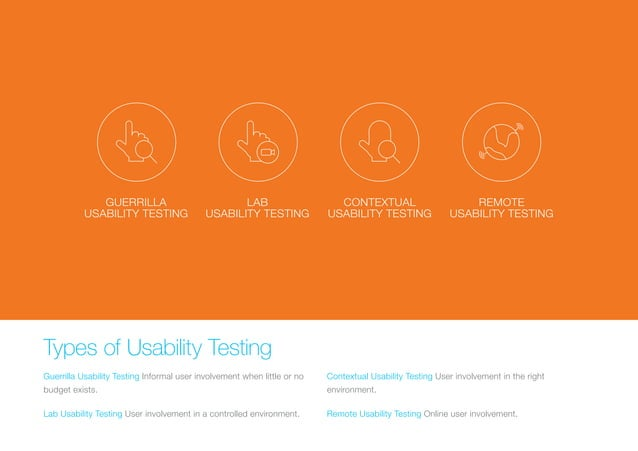 GUERRILLA
USABILITY TESTING
LAB
USABILITY TESTING
CONTEXTUAL
USABILITY TESTING
REMOTE
USABILITY TESTING
Types of Usability Testing
Guerrilla Usability Testing Informal user involvement when little or no
budget exists.
Lab Usability Testing User involvement in a controlled environment.
Contextual Usability Testing User involvement in the right
environment.
Remote Usability Testing Online user involvement.